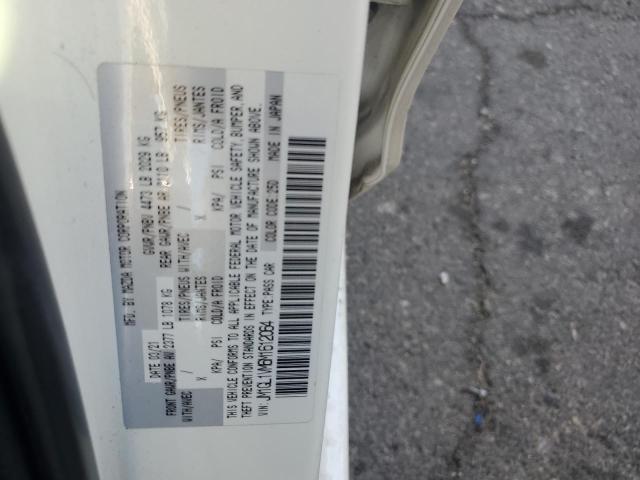 MFD. BY MAZDA MOTOR CORPORATION
DATE 02/21 GVWR/PNBV 4473 LB 2029 KG
FRONT GAWR/PNBE AV 2377 LB 1078 KG REAR GAWR/PNBE AR 2110 LB 957 KG
WITH/AVEC / TIRES/PNEUS WITH/AVEC / TIRES/PNEUS
X RIMS/JANTES X RIMS/JANTES
KPA/ PSI COLD/A FROID KPA/ PSI COLD/A FROID
THIS VEHICLE CONFORMS TO ALL APPLICABLE FEDERAL MOTOR VEHICLE SAFETY, BUMPER, AND
THEFT PREVENTION STANDARDS IN EFFECT ON THE DATE OF MANUFACTURE SHOWN ABOVE.
VIN: JM1GL1VM6M1612064 TYPE PASS CAR COLOR CODE :25D MADE IN JAPAN